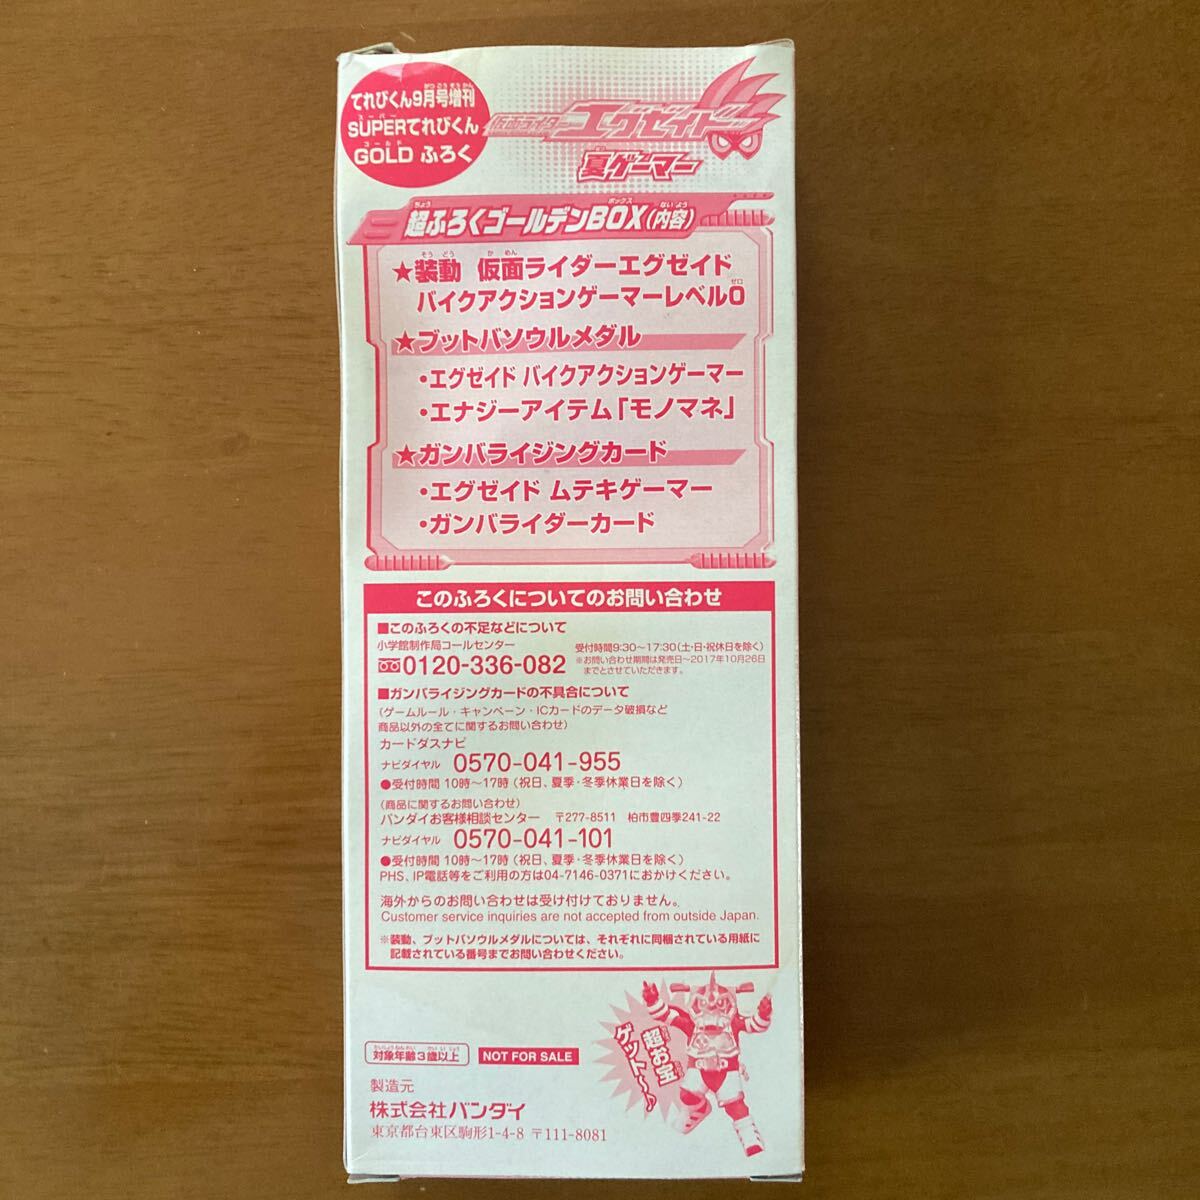 てれびくん9月号増刊
SUPERてれびくん
GOLD ふろく
仮面ライダー エグゼイド
夏ゲーマー
超ふろくゴールデンBOX(内容)
★装動 仮面ライダーエグゼイド
バイクアクションゲーマーレベル0
★ブットバソウルメダル
・エグゼイド バイクアクションゲーマー
・エナジーアイテム「モノマネ」
★ガンバライジングカード
・エグゼイド ムテキゲーマー
・ガンバライダーカード
このふろくについてのお問い合わせ
■このふろくの不足などについて
小学館制作局コールセンター
0120-336-082
受付時間9:30〜17:30(土・日・祝休日を除く)
※お問い合わせ期間は発売日〜2017年10月26日
までとさせていただきます。
■ガンバライジングカードの不具合について
(ゲームルール・キャンペーン・ICカードのデータ破損など
商品以外の全てに関するお問い合わせ)
カードダスナビ
ナビダイヤル 0570-041-955
●受付時間 10時〜17時(祝日、夏季・冬季休業日を除く)
(商品に関するお問い合わせ)
バンダイお客様相談センター 〒277-8511 柏市豊四季241-22
ナビダイヤル 0570-041-101
●受付時間 10時〜17時(祝日、夏季・冬季休業日を除く)
PHS、IP電話等をご利用の方は04-7146-0371におかけください。
海外からのお問い合わせは受け付けておりません。
Customer service inquiries are not accepted from outside Japan.
※装動、ブットバソウルメダルについては、それぞれに同梱されている用紙に
記載されている番号までお問い合わせください。
超お宝
ゲット〜〜!
対象年齢3歳以上
NOT FOR SALE
製造元
株式会社バンダイ
東京都台東区駒形1-4-8 〒111-8081